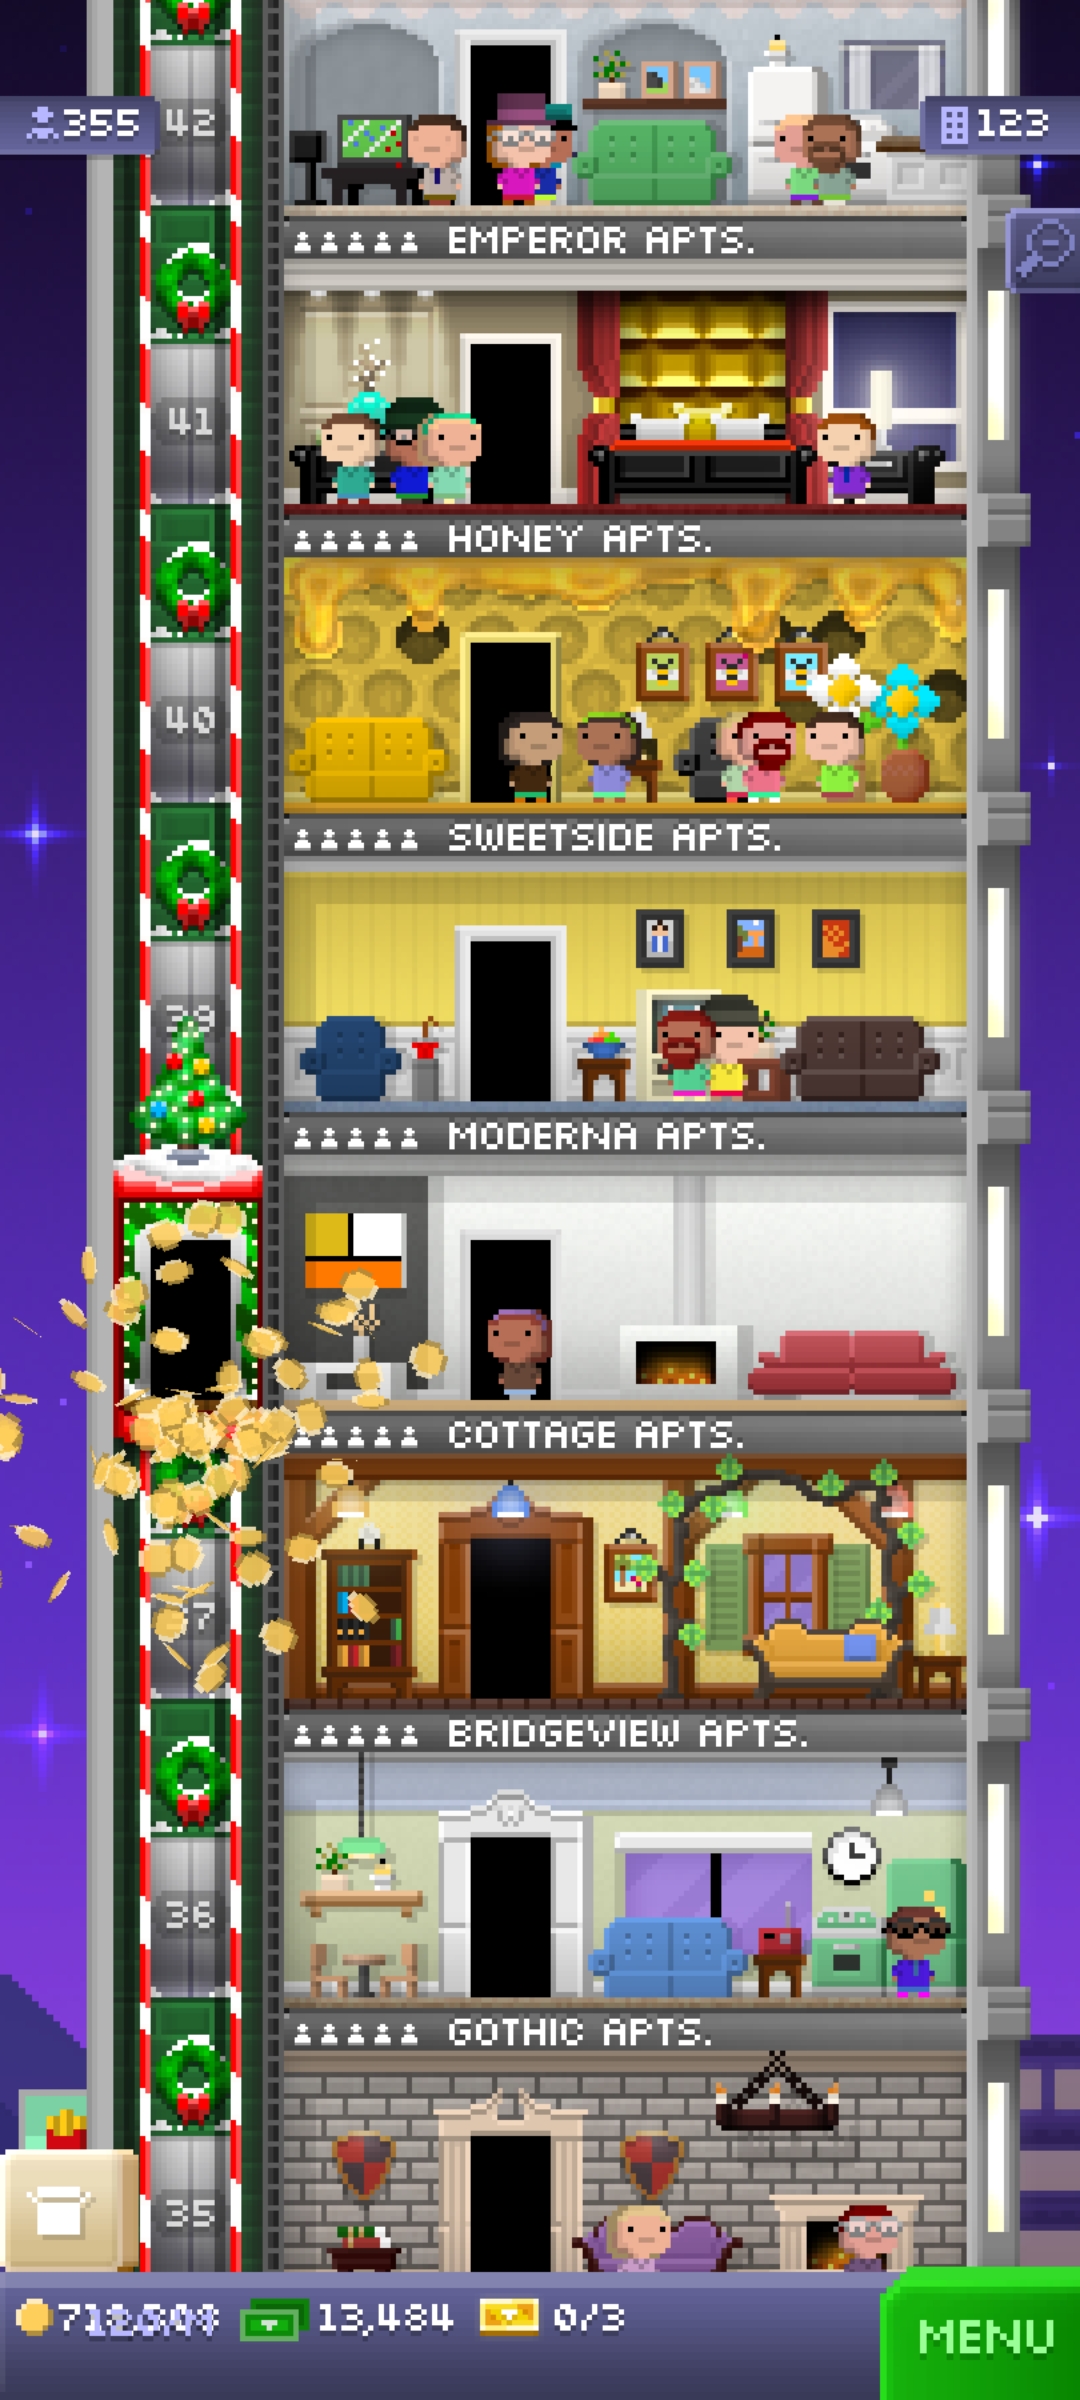 355
42
123
EMPEROR APTS.
41
HONEY APTS.
40
SWEETSIDE APTS.
39
MODERNA APTS.
COTTAGE APTS.
BRIDGEVIEW APTS.
36
GOTHIC APTS.
35
13,484
0/3
MENU